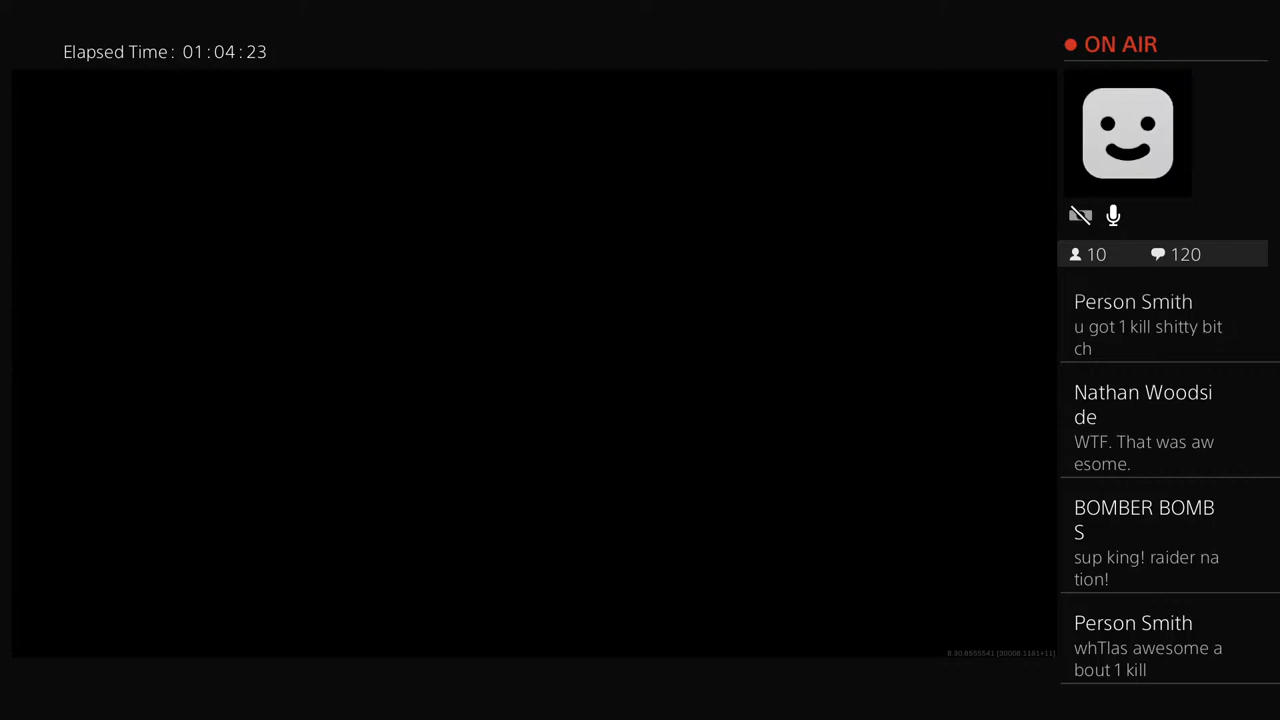 Elapsed Time: 01:04:23
ON AIR
10 120
Person Smith
u got 1 kill shitty bit
ch
Nathan Woodsi
de
WTF. That was aw
esome.
BOMBER BOMB
S
sup king! raider na
tion!
Person Smith
whTlas awesome a
bout 1 kill